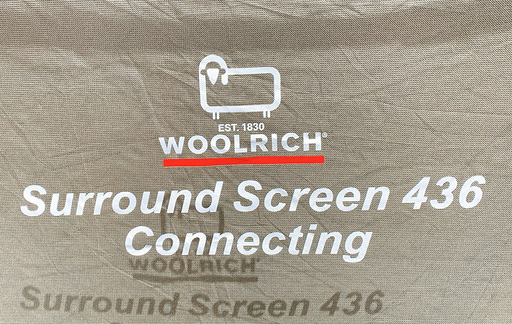 EST. 1830
WOOLRICH®
Surround Screen 436
Connecting
WOOLRICH
Surround Screen 436